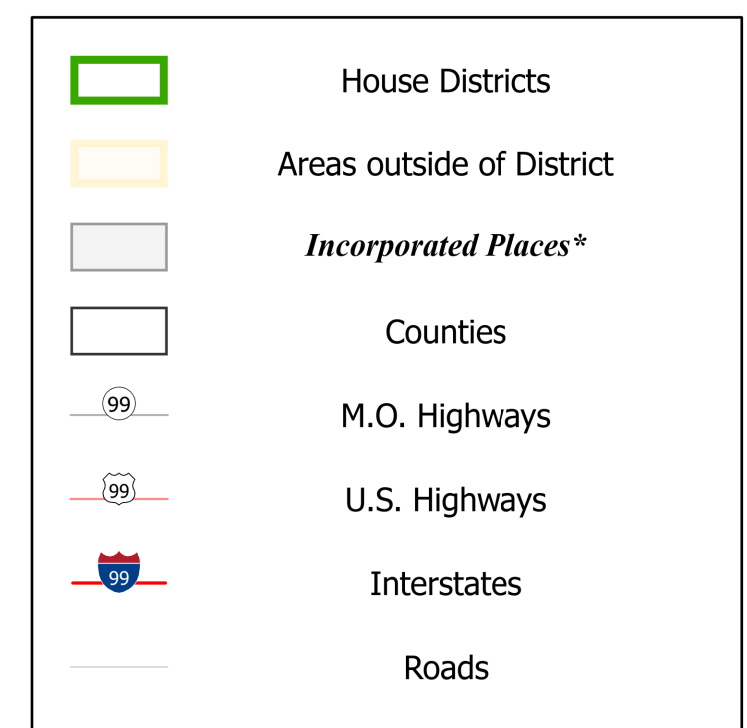 House Districts
Areas outside of District
Incorporated Places*
Counties
99 M.O. Highways
99 U.S. Highways
99 Interstates
Roads